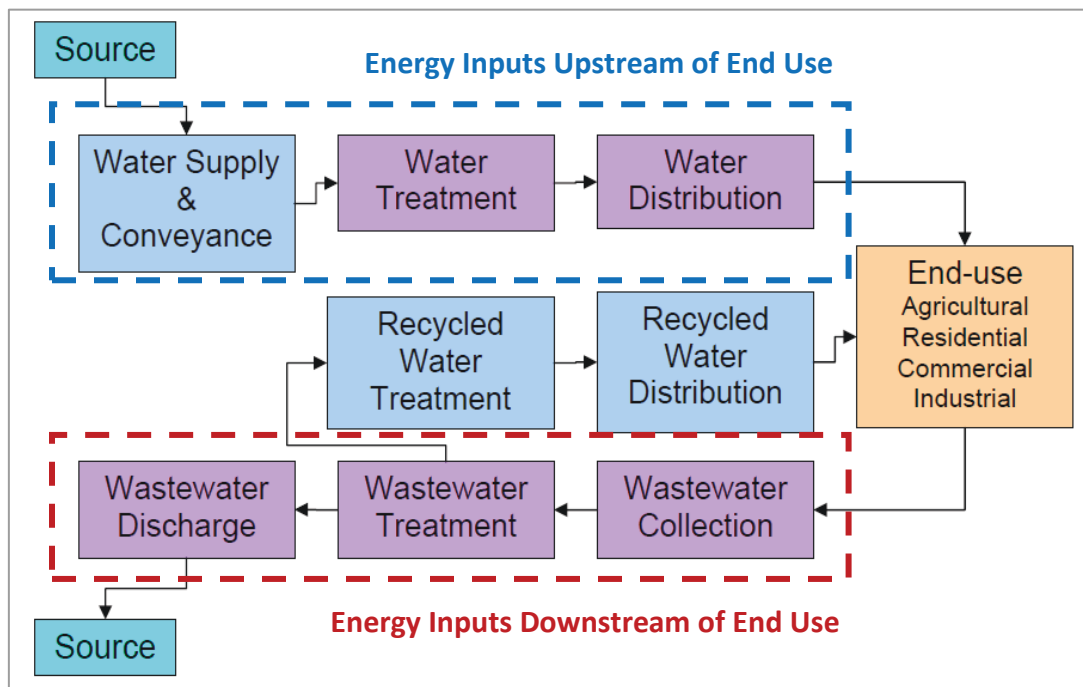 Source
Energy Inputs Upstream of End Use
Water Supply
&
Conveyance
Water
Treatment
Water
Distribution
End-use
Agricultural
Residential
Commercial
Industrial
Recycled
Water
Treatment
Recycled
Water
Distribution
Wastewater
Discharge
Wastewater
Treatment
Wastewater
Collection
Energy Inputs Downstream of End Use
Source